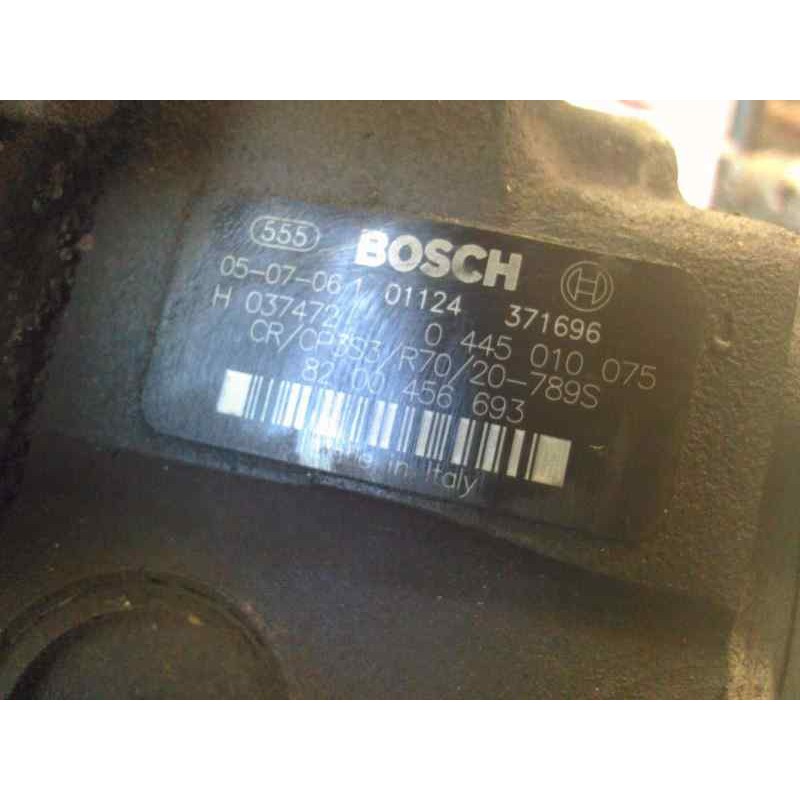 555 BOSCH H
05-07-06 1 01124 371696
H 037472 0 445 010 075
CR/CP3S3/R70/20-789S
82 00 456 693
Made in Italy